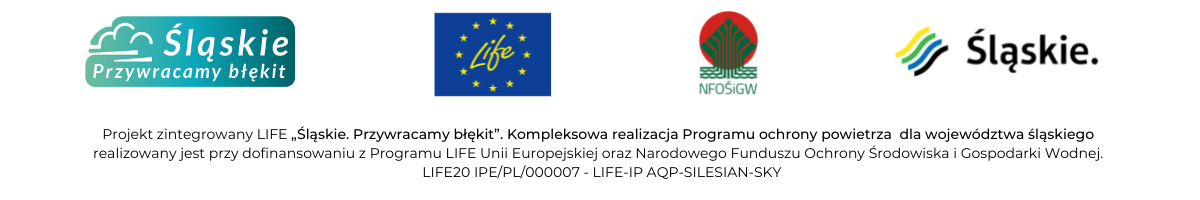 Śląskie
Przywracamy błękit
Life
NFOŚiGW
Śląskie.
Projekt zintegrowany LIFE „Śląskie. Przywracamy błękit”. Kompleksowa realizacja Programu ochrony powietrza  dla województwa śląskiego
realizowany jest przy dofinansowaniu z Programu LIFE Unii Europejskiej oraz Narodowego Funduszu Ochrony Środowiska i Gospodarki Wodnej.
LIFE20 IPE/PL/000007 - LIFE-IP AQP-SILESIAN-SKY